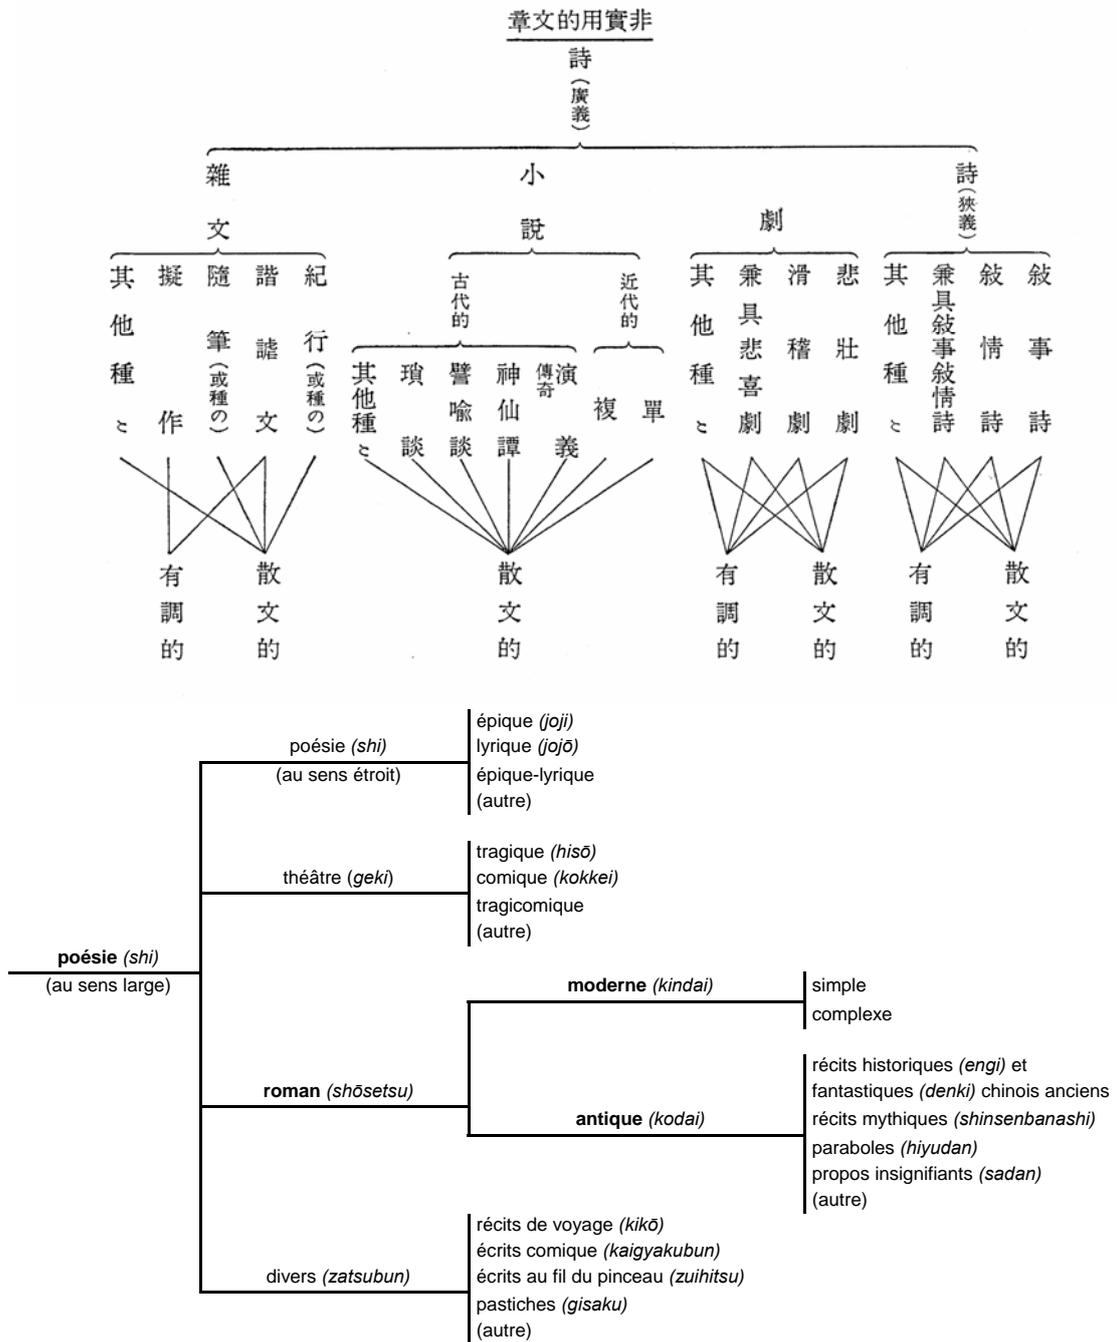 非實用的文章
詩(廣義)
詩(狹義)
劇
小說
雜文
敍事詩
敍情詩
兼具敍事敍情詩
其他種〻
悲壯劇
滑稽劇
兼具悲喜劇
其他種〻
近代的
古代的
單
複
演義
傳奇
神仙譚
譬喩談
瑣談
其他種〻
紀行(或種の)
諧謔文
隨筆(或種の)
擬作
其他種〻
散文的
有調的
散文的
有調的
散文的
散文的
有調的
poésie (shi)
(au sens large)
poésie (shi)
(au sens étroit)
épique (joji)
lyrique (jojō)
épique-lyrique
(autre)
théâtre (geki)
tragique (hisō)
comique (kokkei)
tragicomique
(autre)
roman (shōsetsu)
moderne (kindai)
simple
complexe
antique (kodai)
récits historiques (engi) et
fantastiques (denki) chinois anciens
récits mythiques (shinsenbanashi)
paraboles (hiyudan)
propos insignifiants (sadan)
(autre)
divers (zatsubun)
récits de voyage (kikō)
écrits comique (kaigyakubun)
écrits au fil du pinceau (zuihitsu)
pastiches (gisaku)
(autre)